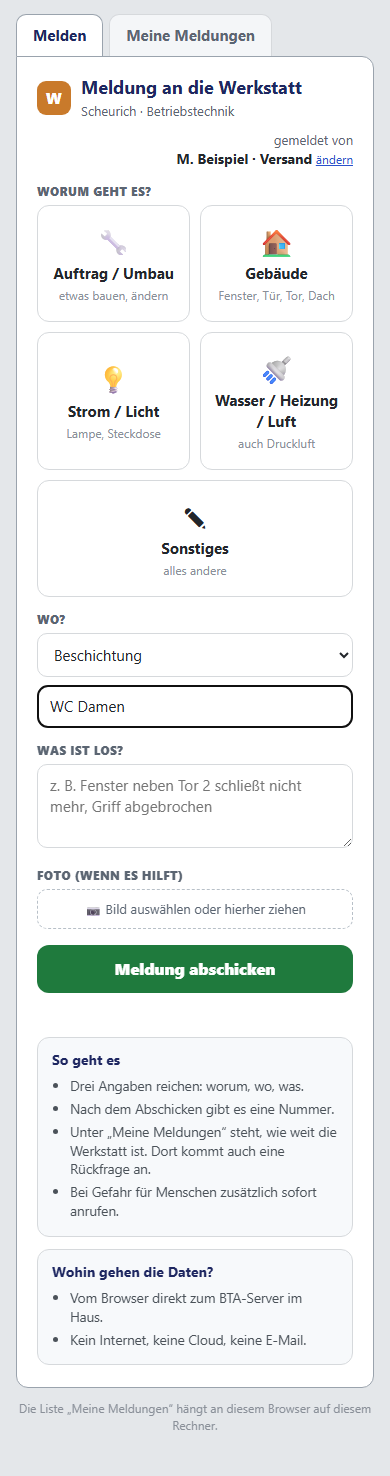 Melden
Meine Meldungen
W
Meldung an die Werkstatt
Scheurich · Betriebstechnik
gemeldet von
M. Beispiel · Versand ändern
WORUM GEHT ES?
Auftrag / Umbau
etwas bauen, ändern
Gebäude
Fenster, Tür, Tor, Dach
Strom / Licht
Lampe, Steckdose
Wasser / Heizung
/ Luft
auch Druckluft
Sonstiges
alles andere
WO?
Beschichtung
WC Damen
WAS IST LOS?
z. B. Fenster neben Tor 2 schließt nicht
mehr, Griff abgebrochen
FOTO (WENN ES HILFT)
Bild auswählen oder hierher ziehen
Meldung abschicken
So geht es
• Drei Angaben reichen: worum, wo, was.
• Nach dem Abschicken gibt es eine Nummer.
• Unter „Meine Meldungen“ steht, wie weit die
Werkstatt ist. Dort kommt auch eine
Rückfrage an.
• Bei Gefahr für Menschen zusätzlich sofort
anrufen.
Wohin gehen die Daten?
• Vom Browser direkt zum BTA-Server im
Haus.
• Kein Internet, keine Cloud, keine E-Mail.
Die Liste „Meine Meldungen“ hängt an diesem Browser auf diesem
Rechner.